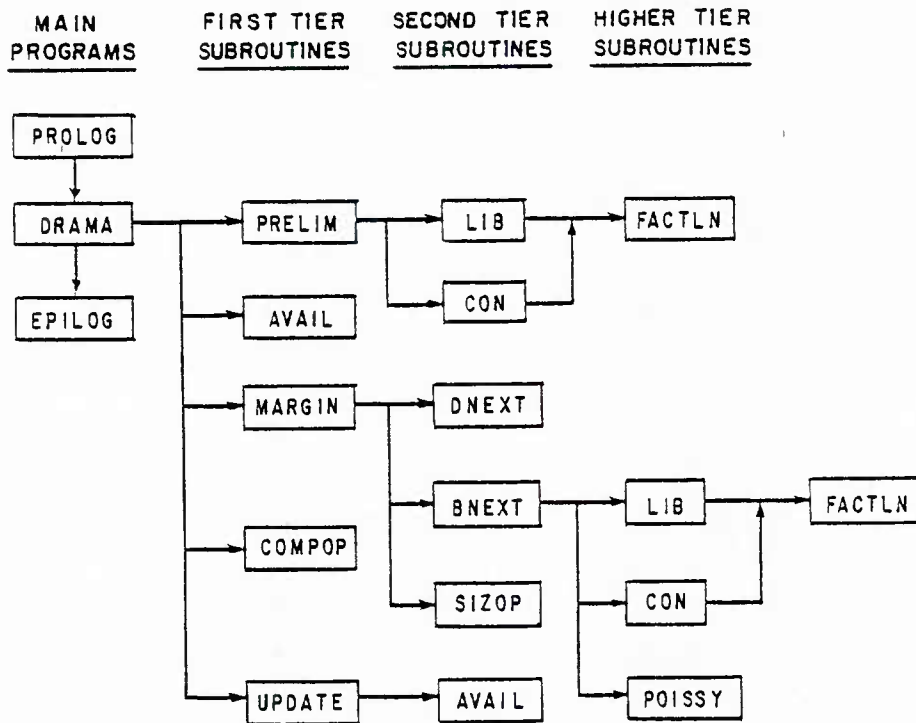 MAIN PROGRAMS
FIRST TIER SUBROUTINES
SECOND TIER SUBROUTINES
HIGHER TIER SUBROUTINES
PROLOG
DRAMA
PRELIM
LIB
FACTLN
EPILOG
AVAIL
CON
MARGIN
DNEXT
BNEXT
LIB
FACTLN
COMPOP
SIZOP
CON
UPDATE
AVAIL
POISSY